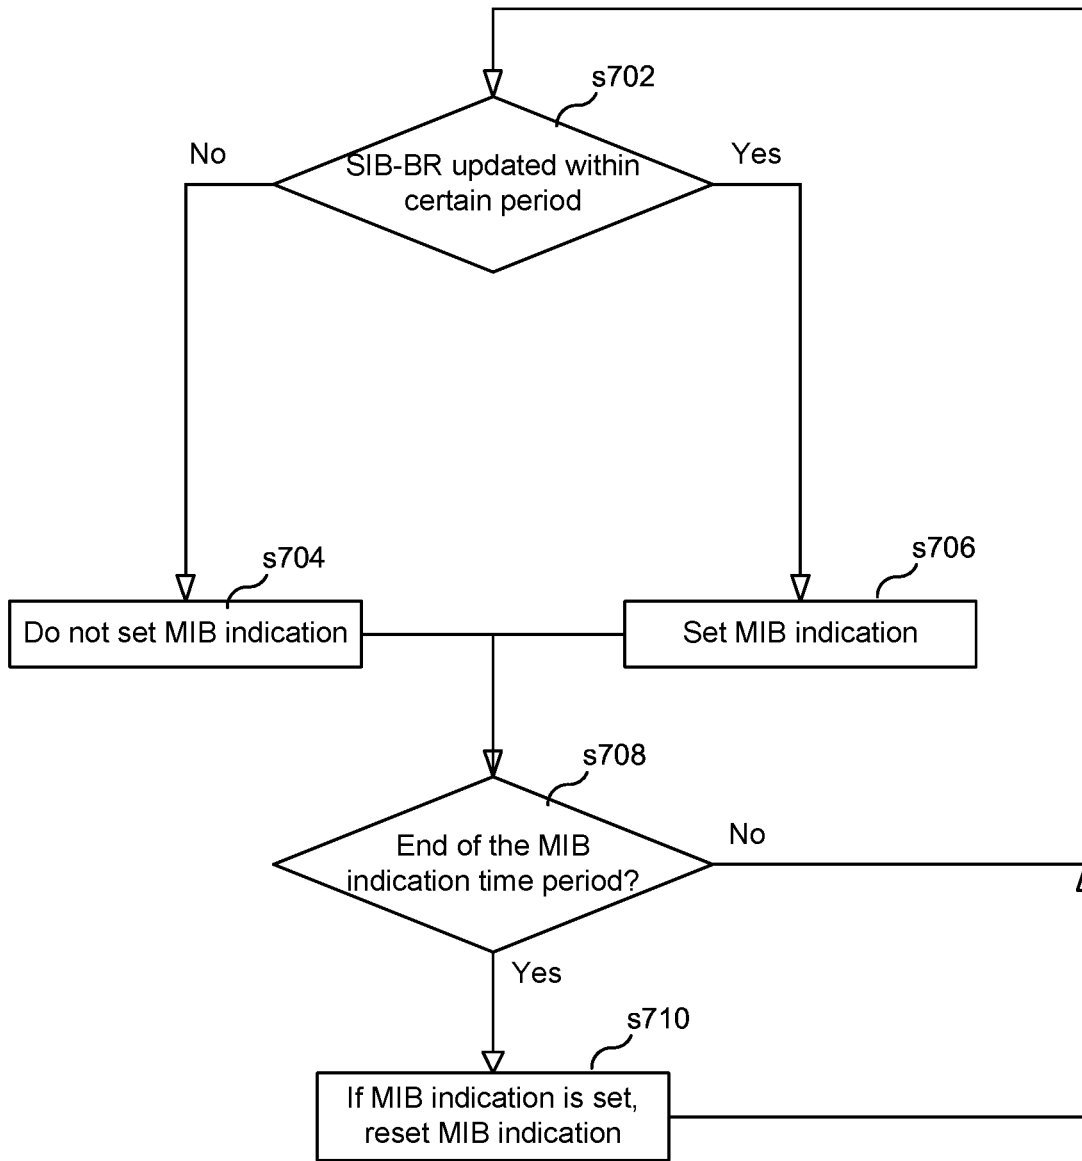 s702
No
Yes
SIB-BR updated within
certain period
s704
s706
Do not set MIB indication
Set MIB indication
s708
End of the MIB
indication time period?
No
Yes
s710
If MIB indication is set,
reset MIB indication